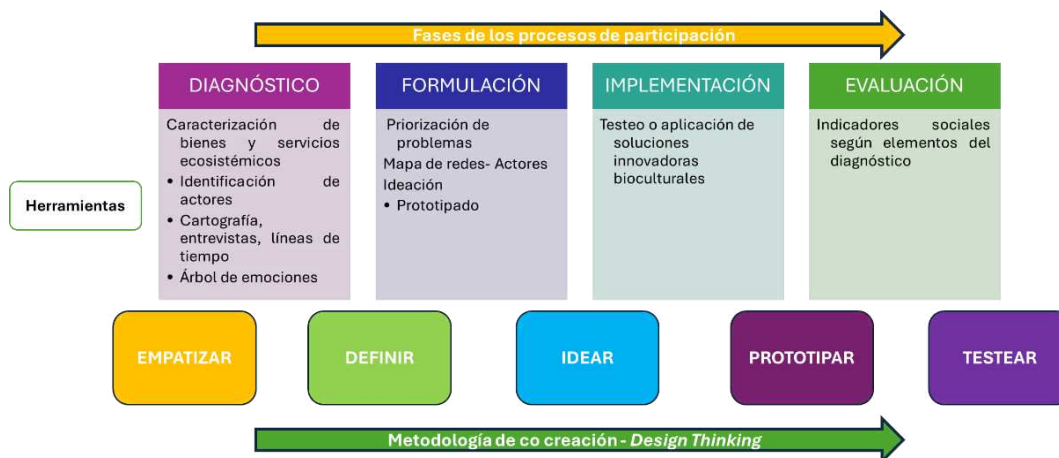 Fases de los procesos de participación
DIAGNÓSTICO
Caracterización de
bienes y servicios
ecosistémicos
• Identificación de
actores
• Cartografía,
entrevistas, líneas de
tiempo
• Árbol de emociones
FORMULACIÓN
Priorización de
problemas
Mapa de redes- Actores
Ideación
• Prototipado
IMPLEMENTACIÓN
Testeo o aplicación de
soluciones
innovadoras
bioculturales
EVALUACIÓN
Indicadores sociales
según elementos del
diagnóstico
Herramientas
EMPATIZAR
DEFINIR
IDEAR
PROTOTIPAR
TESTEAR
Metodología de co creación - Design Thinking